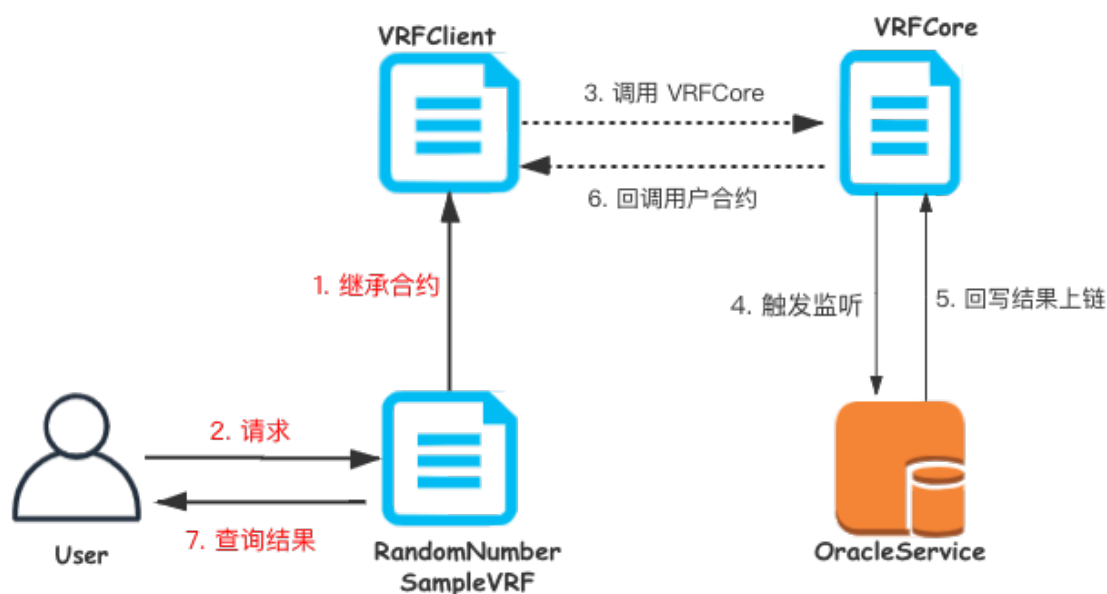 VRFClient
VRFCore
3. 调用 VRFCore
6. 回调用户合约
1. 继承合约
4. 触发监听
5. 回写结果上链
2. 请求
7. 查询结果
User
RandomNumber
SampleVRF
OracleService